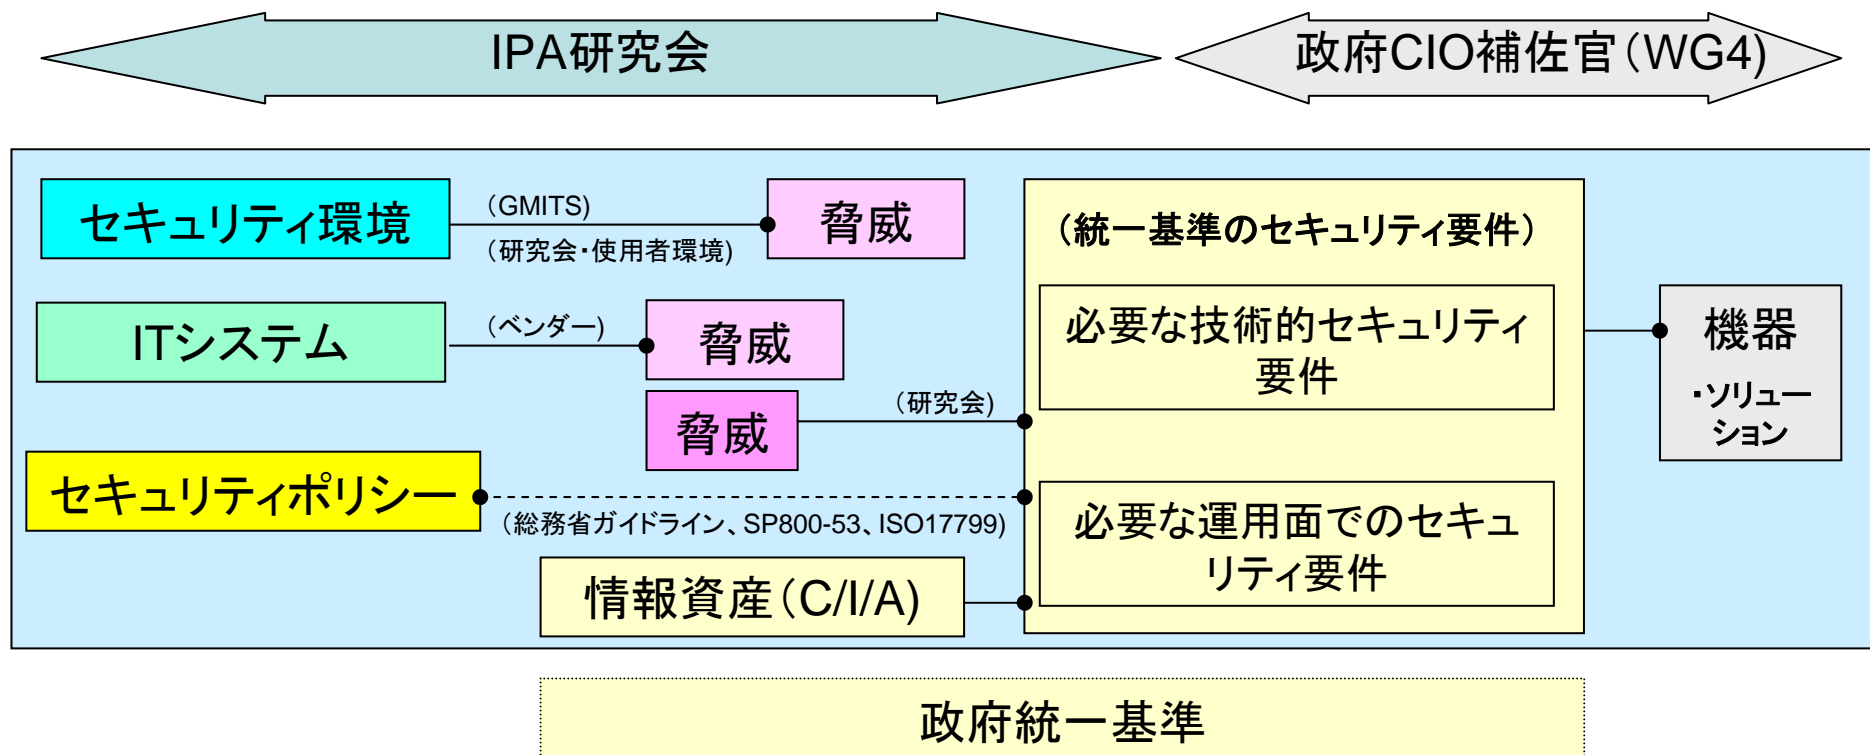 IPA研究会
政府CIO補佐官（WG4)
セキュリティ環境
（GMITS)
（研究会・使用者環境)
脅威
（統一基準のセキュリティ要件）
ITシステム
（ベンダー)
脅威
必要な技術的セキュリティ
要件
機器
・ソリュー
ション
脅威
（研究会)
セキュリティポリシー
（総務省ガイドライン、SP800-53、ISO17799)
必要な運用面でのセキュ
リティ要件
情報資産（C/I/A)
政府統一基準